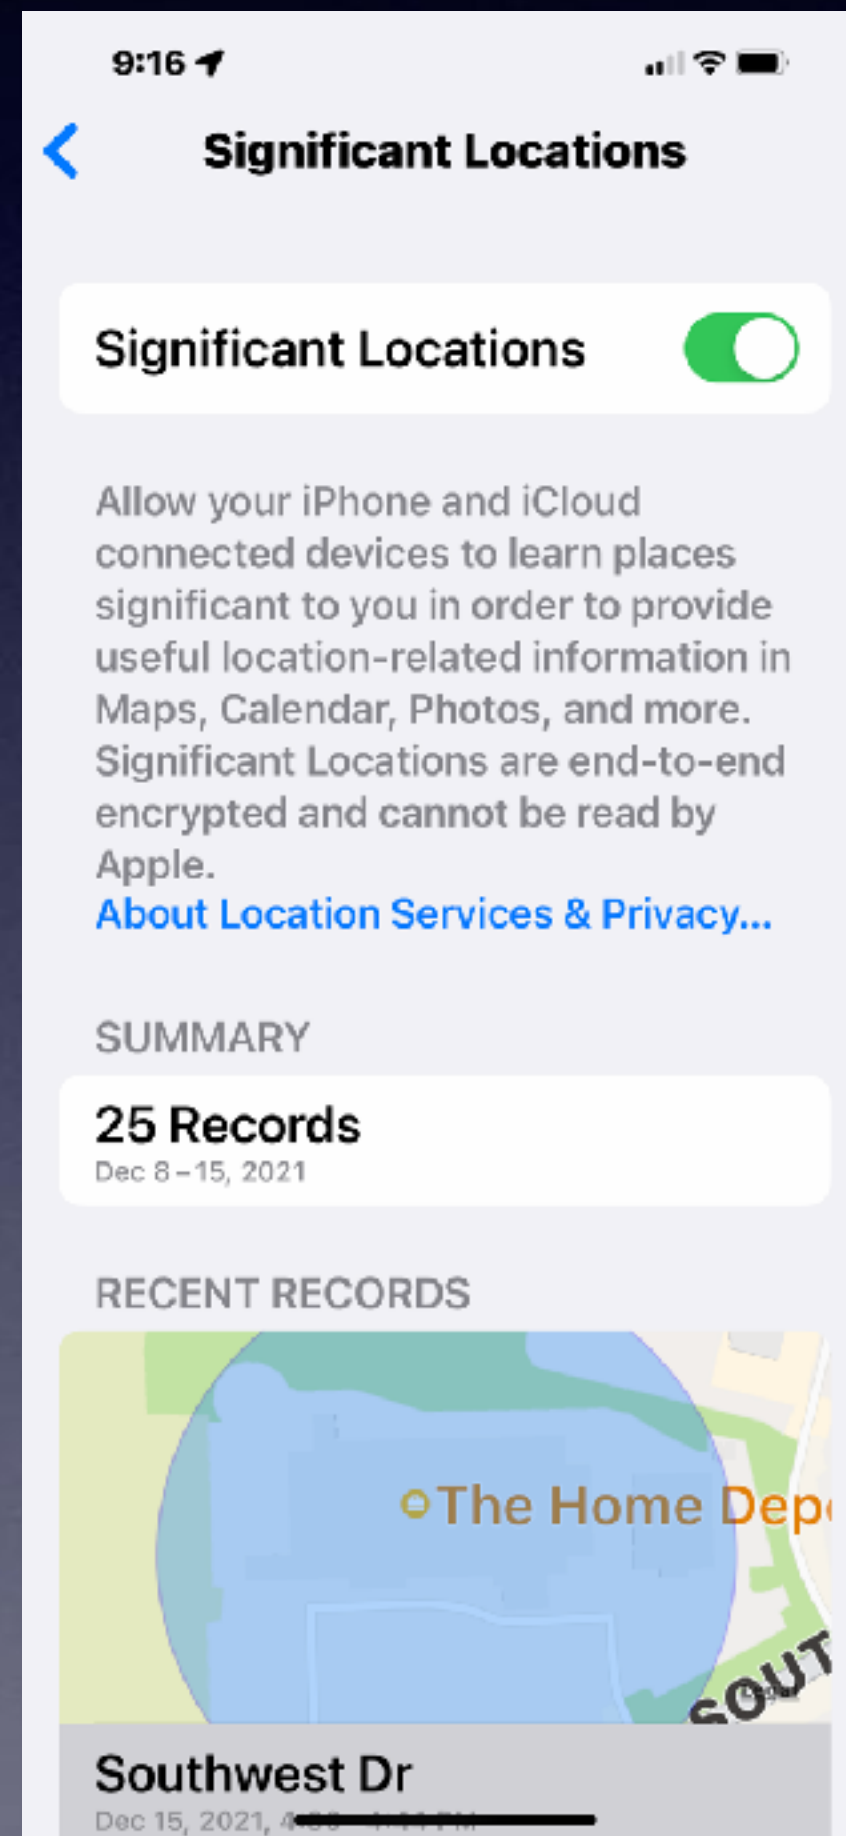 9:16
Significant Locations
Significant Locations
Allow your iPhone and iCloud
connected devices to learn places
significant to you in order to provide
useful location-related information in
Maps, Calendar, Photos, and more.
Significant Locations are end-to-end
encrypted and cannot be read by
Apple.
About Location Services & Privacy...
SUMMARY
25 Records
Dec 8–15, 2021
RECENT RECORDS
The Home Dep
SOUT
Legal
Southwest Dr
Dec 15, 2021,